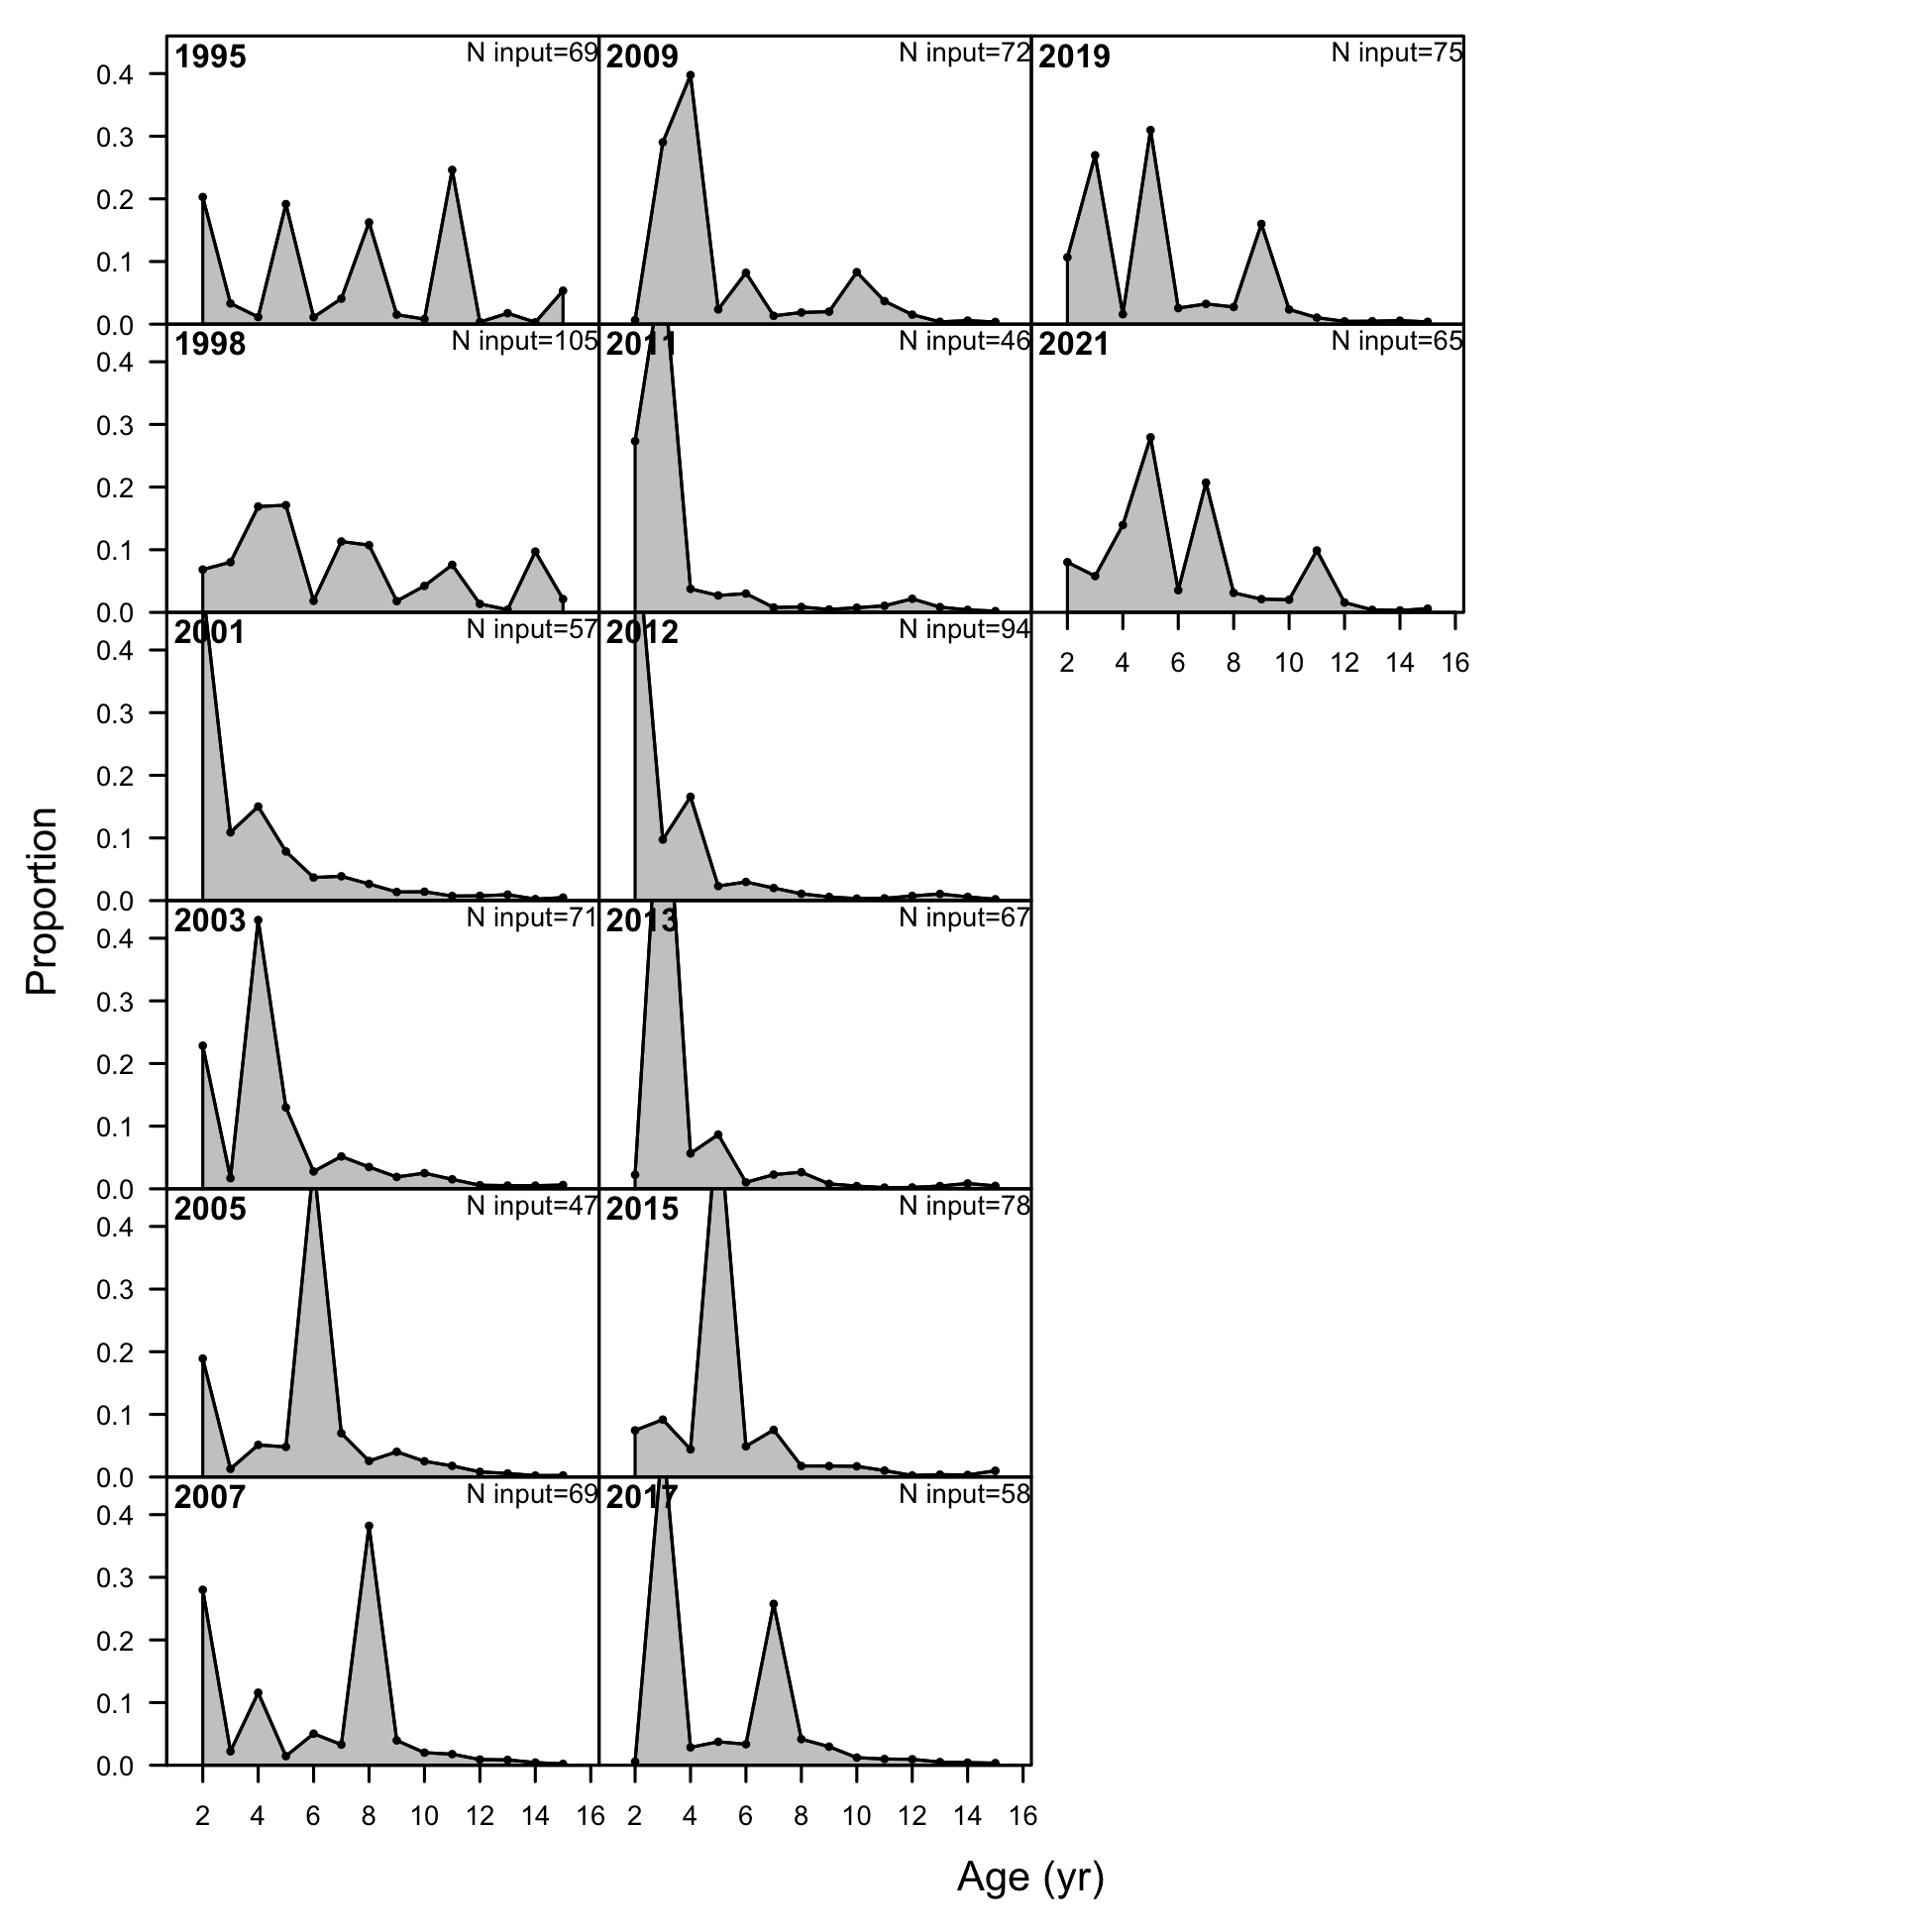 Proportion
1995 N input=69
0.4
0.3
0.2
0.1
0.0
1998 N input=105
0.4
0.3
0.2
0.1
0.0
2001 N input=57
0.4
0.3
0.2
0.1
0.0
2003 N input=71
0.4
0.3
0.2
0.1
0.0
2005 N input=47
0.4
0.3
0.2
0.1
0.0
2007 N input=69
0.4
0.3
0.2
0.1
0.0
2 4 6 8 10 12 14 16
2009 N input=72
2011 N input=46
2012 N input=94
2013 N input=67
2015 N input=78
2017 N input=58
2 4 6 8 10 12 14 16
2019 N input=75
2021 N input=65
2 4 6 8 10 12 14 16
Age (yr)